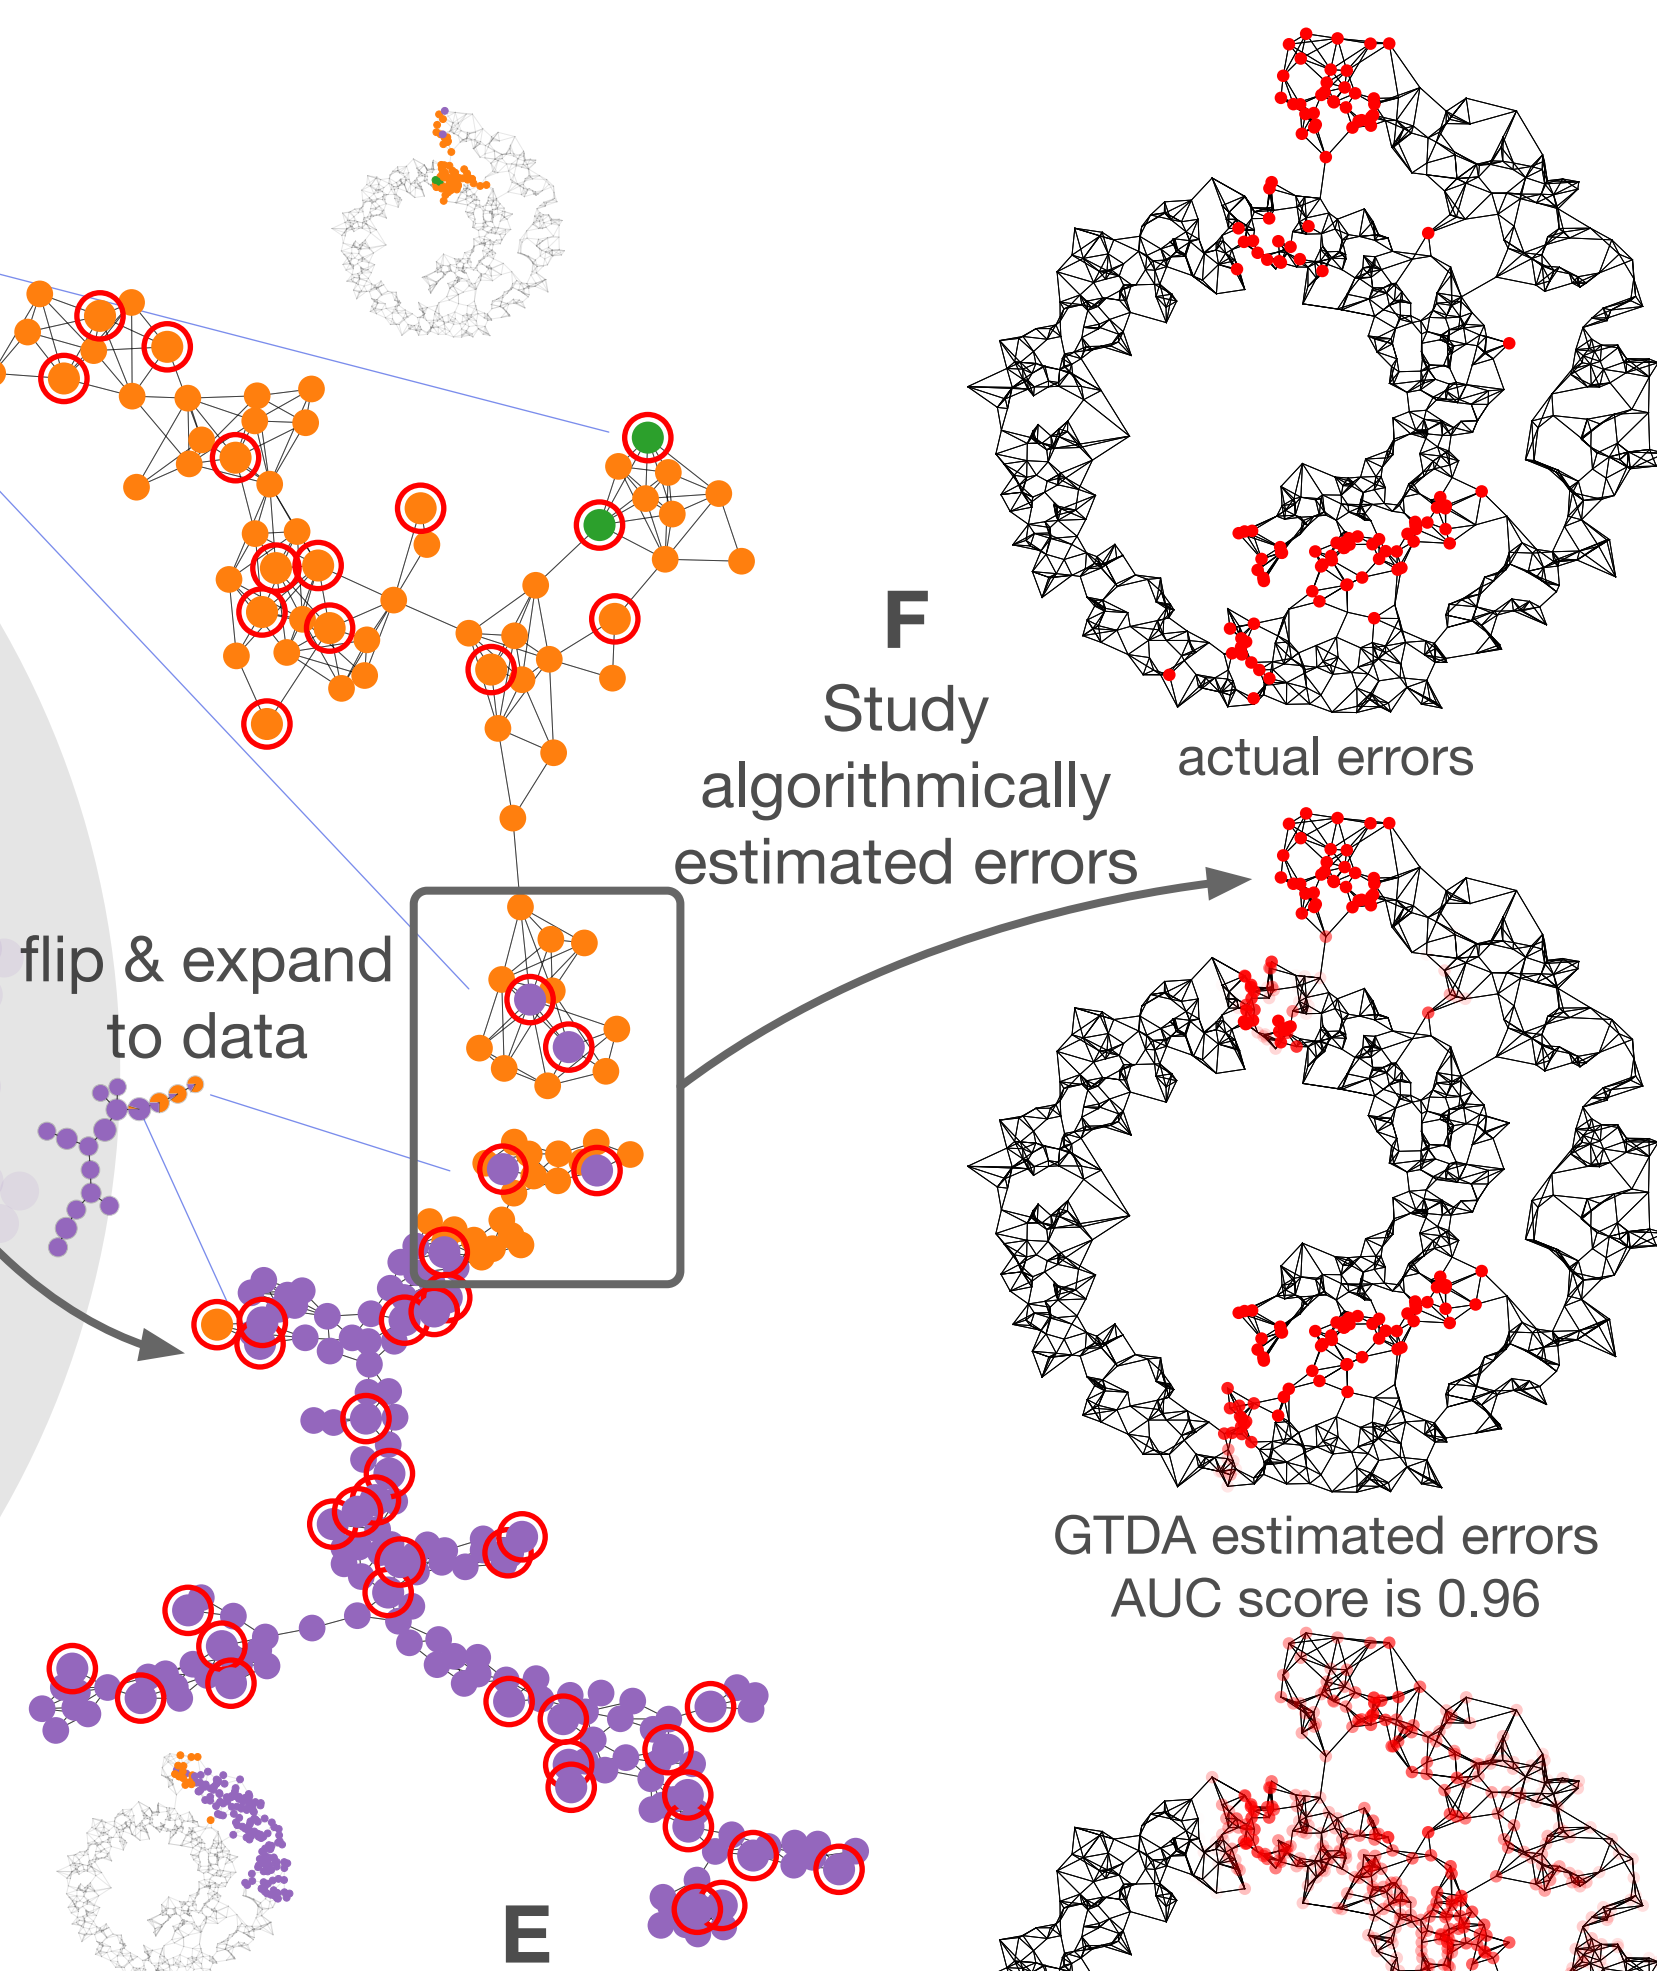 F
Study
algorithmically
estimated errors
actual errors
flip & expand
to data
GTDA estimated errors
AUC score is 0.96
E